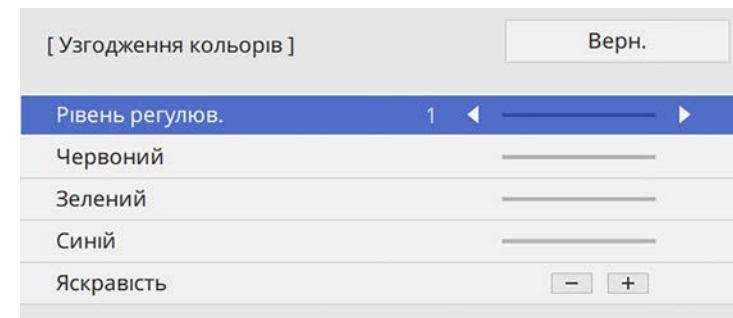 [ Узгодження кольорів ] Верн.
Рівень регулюв. 1
Червоний
Зелений
Синій
Яскравість − +